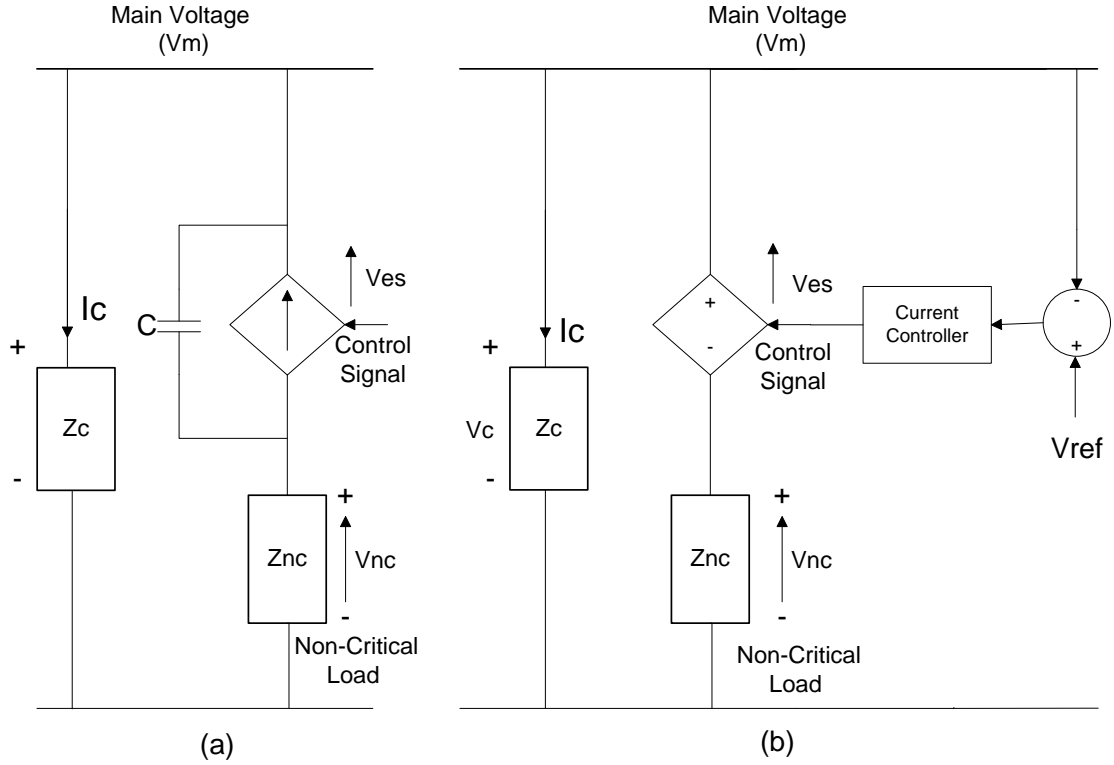 Main Voltage
(Vm)
Ic
+
Zc
-
C
Ves
Control
Signal
Znc
+
Vnc
-
Non-Critical
Load
(a)
Main Voltage
(Vm)
Ic
+
Vc
Zc
-
+
-
Ves
Control
Signal
Current
Controller
-
+
Vref
Znc
+
Vnc
-
Non-Critical
Load
(b)